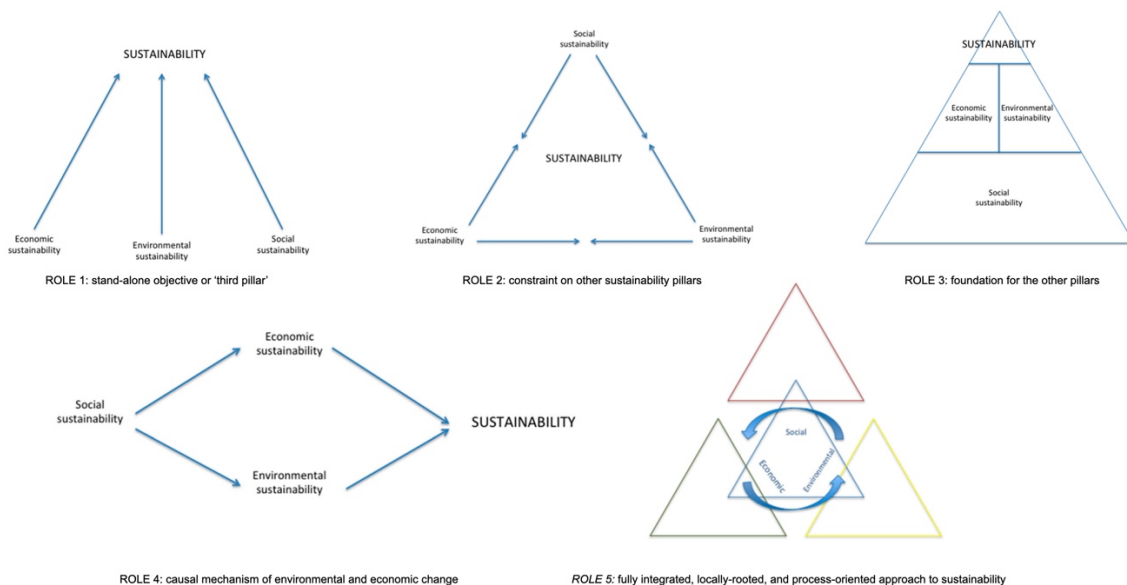 SUSTAINABILITY
Economic
sustainability
Environmental
sustainability
Social
sustainability
ROLE 1: stand-alone objective or ‘third pillar’
Social
sustainability
SUSTAINABILITY
Economic
sustainability
Environmental
sustainability
ROLE 2: constraint on other sustainability pillars
SUSTAINABILITY
Economic
sustainability
Environmental
sustainability
Social
sustainability
ROLE 3: foundation for the other pillars
Economic
sustainability
Social
sustainability
SUSTAINABILITY
Environmental
sustainability
ROLE 4: causal mechanism of environmental and economic change
Social
Economic
Environmental
ROLE 5: fully integrated, locally-rooted, and process-oriented approach to sustainability